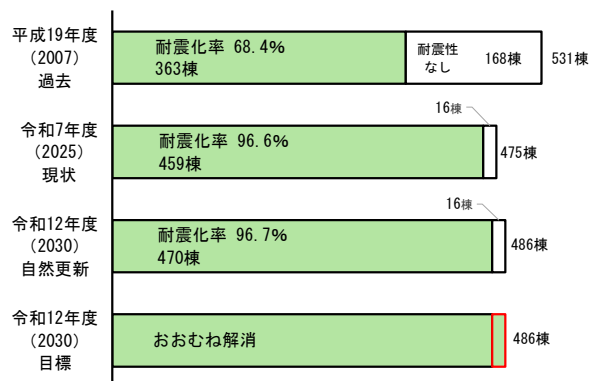 平成19年度
（2007）
過去
耐震化率 68.4%
363棟
耐震性
なし
168棟
531棟
令和7年度
（2025）
現状
耐震化率 96.6%
459棟
16棟
475棟
令和12年度
（2030）
自然更新
耐震化率 96.7%
470棟
16棟
486棟
令和12年度
（2030）
目標
おおむね解消
486棟